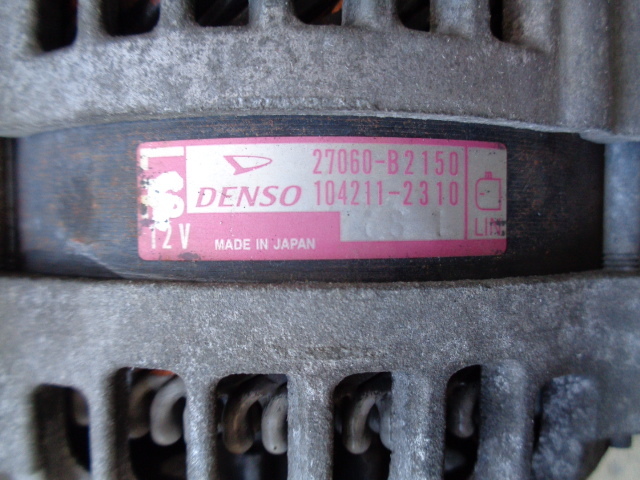 27060-B2150
DENSO 104211-2310
12V
MADE IN JAPAN